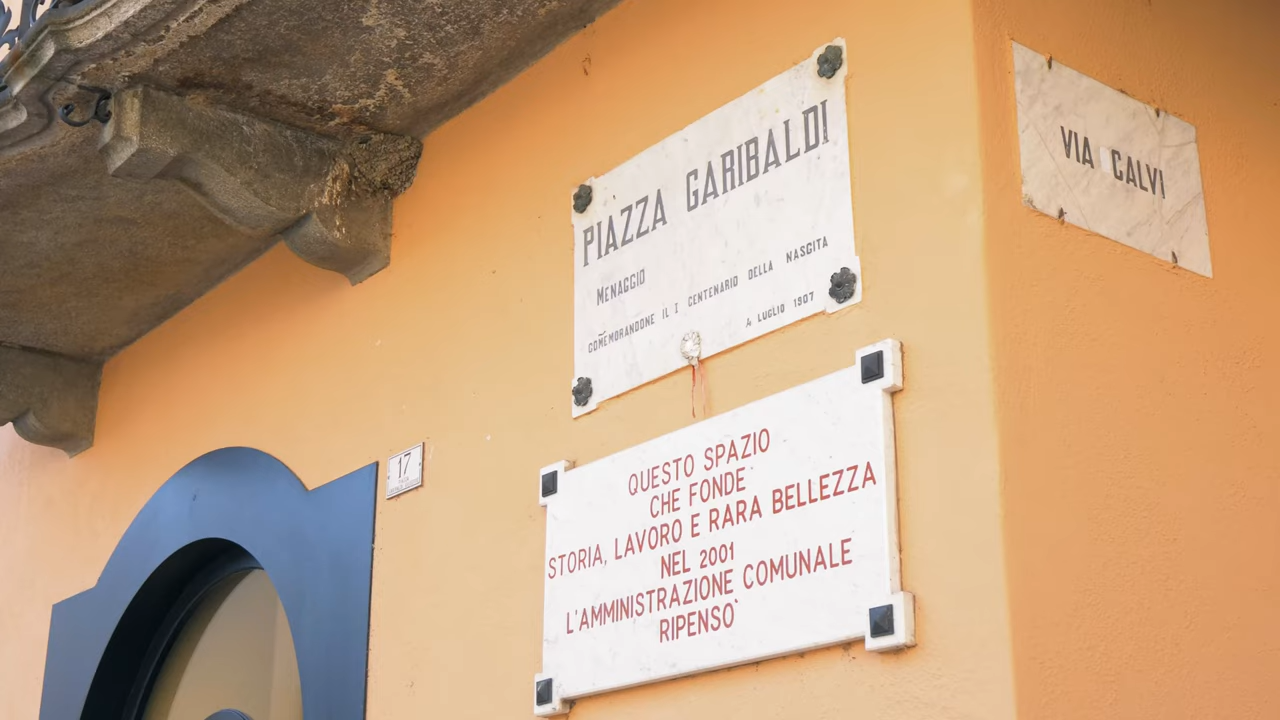 PIAZZA GARIBALDI
MENAGGIO
COMEMORANDONE IL I CENTENARIO DELLA NASCITA
4 LUGLIO 1907
VIA CALVI
17
QUESTO SPAZIO
CHE FONDE
STORIA, LAVORO E RARA BELLEZZA
NEL 2001
L'AMMINISTRAZIONE COMUNALE
RIPENSO`